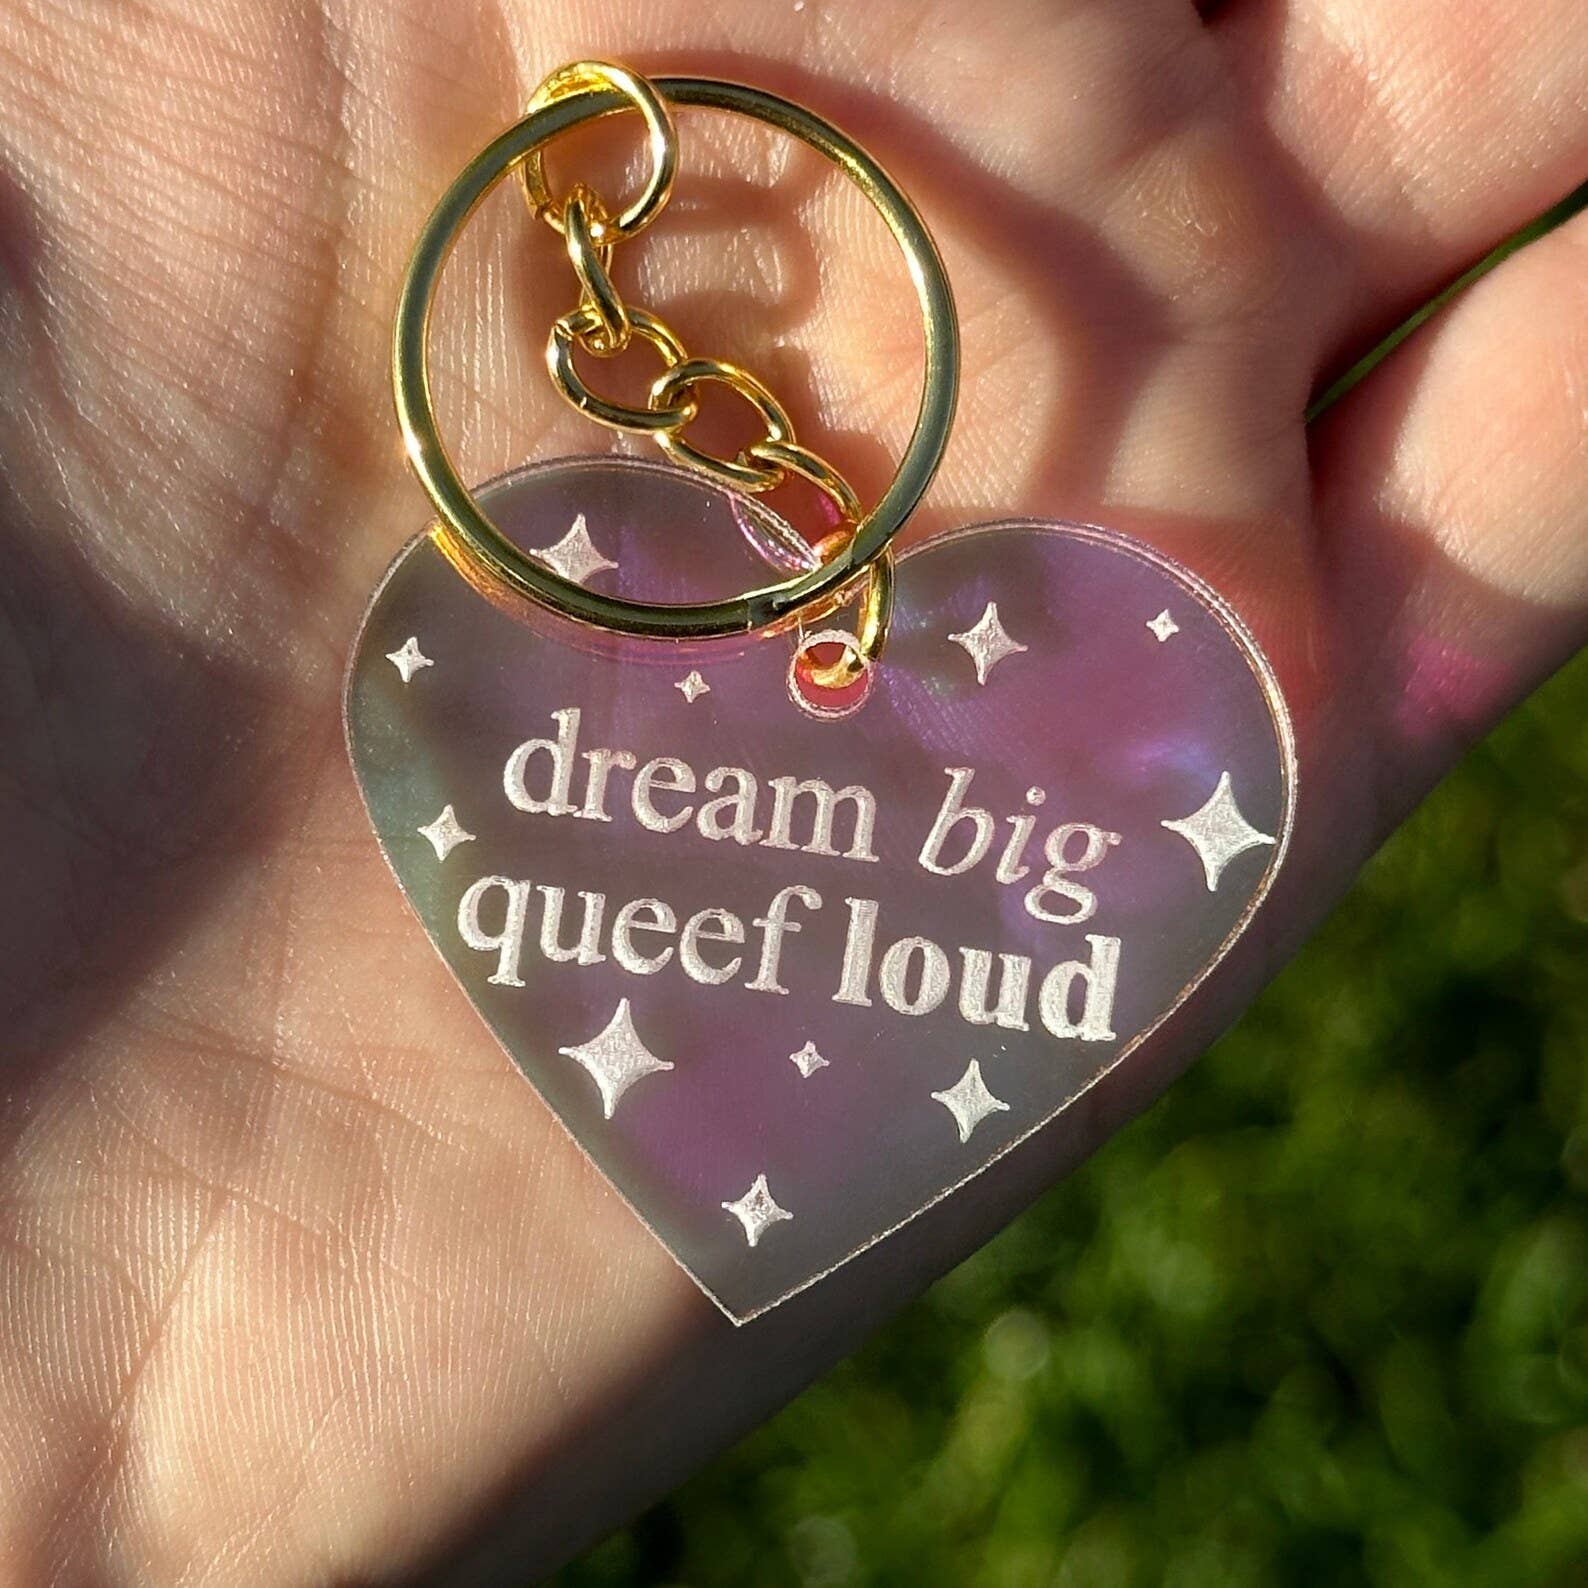 dream big
queef loud